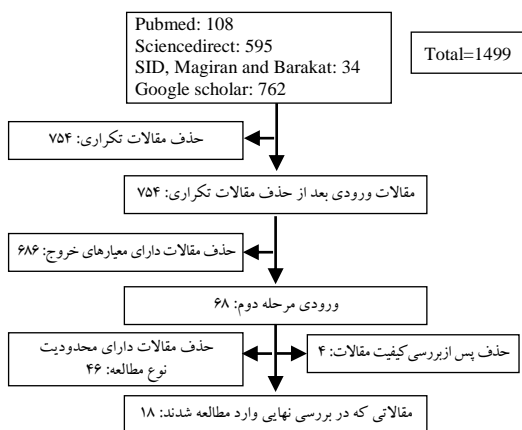 Pubmed: 108
Sciencedirect: 595
SID, Magiran and Barakat: 34
Google scholar: 762
Total=1499
حذف مقالات تکراری: ۷۵۴
مقالات ورودی بعد از حذف مقالات تکراری: ۷۵۴
حذف مقالات دارای معیارهای خروج: ۶۸۶
ورودی مرحله دوم: ۶۸
حذف مقالات دارای محدودیت
نوع مطالعه: ۴۶
حذف پس ازبررسی کیفیت مقالات: ۴
مقالاتی که در بررسی نهایی وارد مطالعه شدند: ۱۸